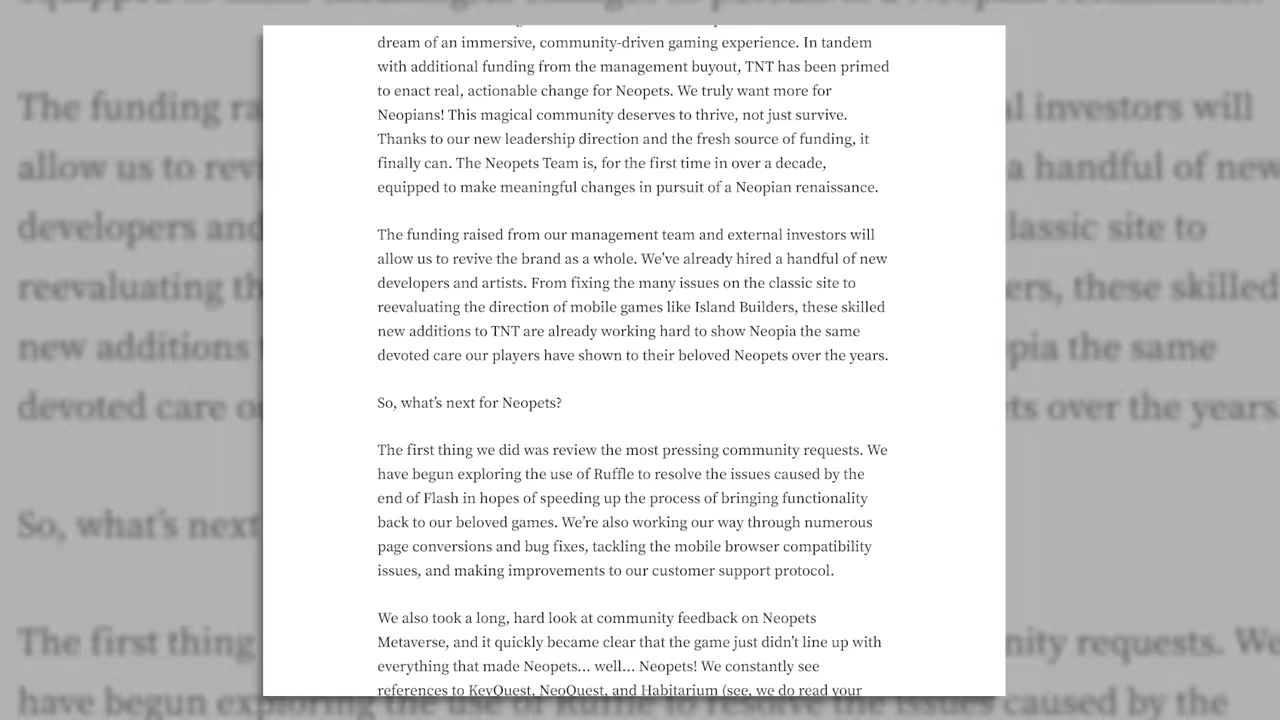 dream of an immersive, community-driven gaming experience. In tandem
with additional funding from the management buyout, TNT has been primed
to enact real, actionable change for Neopets. We truly want more for
Neopians! This magical community deserves to thrive, not just survive.
Thanks to our new leadership direction and the fresh source of funding, it
finally can. The Neopets Team is, for the first time in over a decade,
equipped to make meaningful changes in pursuit of a Neopian renaissance.
The funding raised from our management team and external investors will
allow us to revive the brand as a whole. We’ve already hired a handful of new
developers and artists. From fixing the many issues on the classic site to
reevaluating the direction of mobile games like Island Builders, these skilled
new additions to TNT are already working hard to show Neopia the same
devoted care our players have shown to their beloved Neopets over the years.
So, what’s next for Neopets?
The first thing we did was review the most pressing community requests. We
have begun exploring the use of Ruffle to resolve the issues caused by the
end of Flash in hopes of speeding up the process of bringing functionality
back to our beloved games. We’re also working our way through numerous
page conversions and bug fixes, tackling the mobile browser compatibility
issues, and making improvements to our customer support protocol.
We also took a long, hard look at community feedback on Neopets
Metaverse, and it quickly became clear that the game just didn’t line up with
everything that made Neopets… well… Neopets! We constantly see
references to KeyQuest, NeoQuest, and Habitarium (see, we do read your